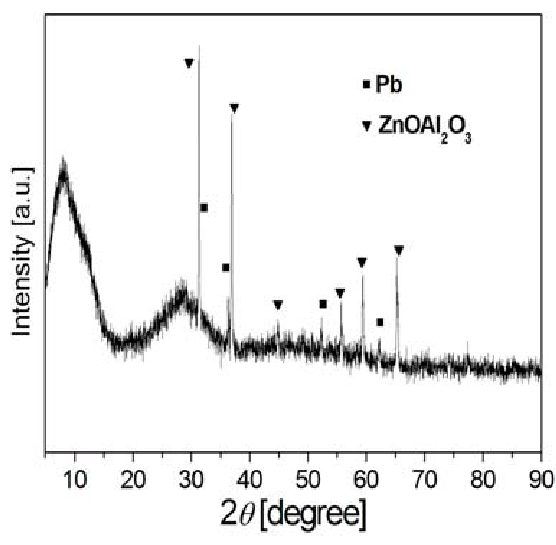 Intensity [a.u.]
■ Pb
▼ ZnOAl₂O₃
10 20 30 40 50 60 70 80 90
2θ [degree]